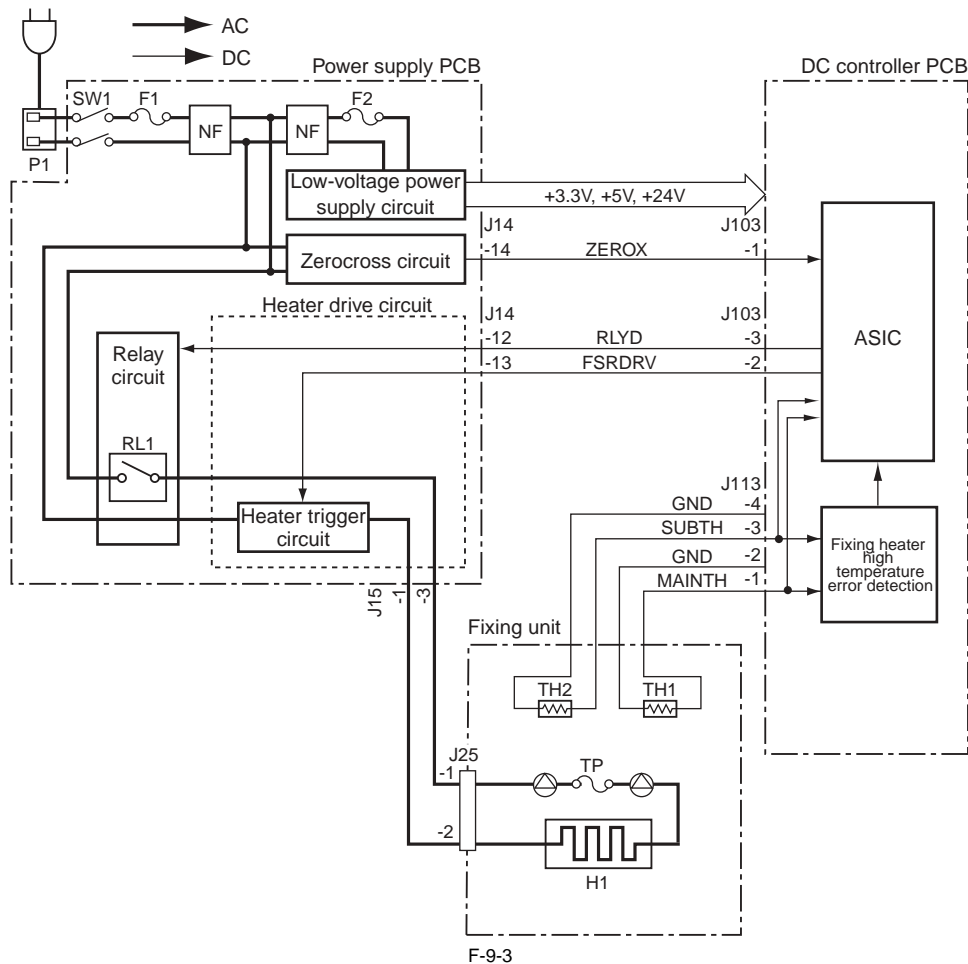 AC
DC
Power supply PCB
DC controller PCB
SW1
F1
F2
NF
NF
P1
Low-voltage power
supply circuit
+3.3V, +5V, +24V
J14
J103
-14
ZEROX
-1
Zerocross circuit
Heater drive circuit
J14
J103
-12
RLYD
-3
-13
FSRDRV
-2
ASIC
Relay
circuit
RL1
Heater trigger
circuit
J113
GND
-4
SUBTH
-3
GND
-2
MAINTH
-1
Fixing heater
high
temperature
error detection
J15
-1
-3
Fixing unit
TH2
TH1
J25
-1
TP
-2
H1
F-9-3